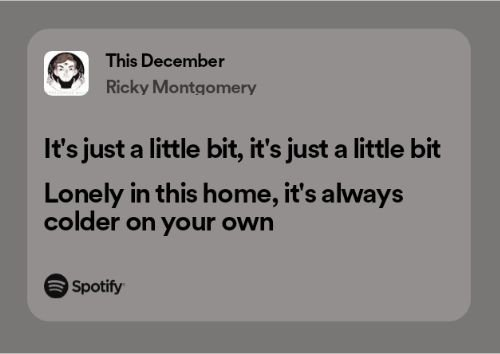 This December
Ricky Montgomery
It's just a little bit, it's just a little bit
Lonely in this home, it's always
colder on your own
Spotify